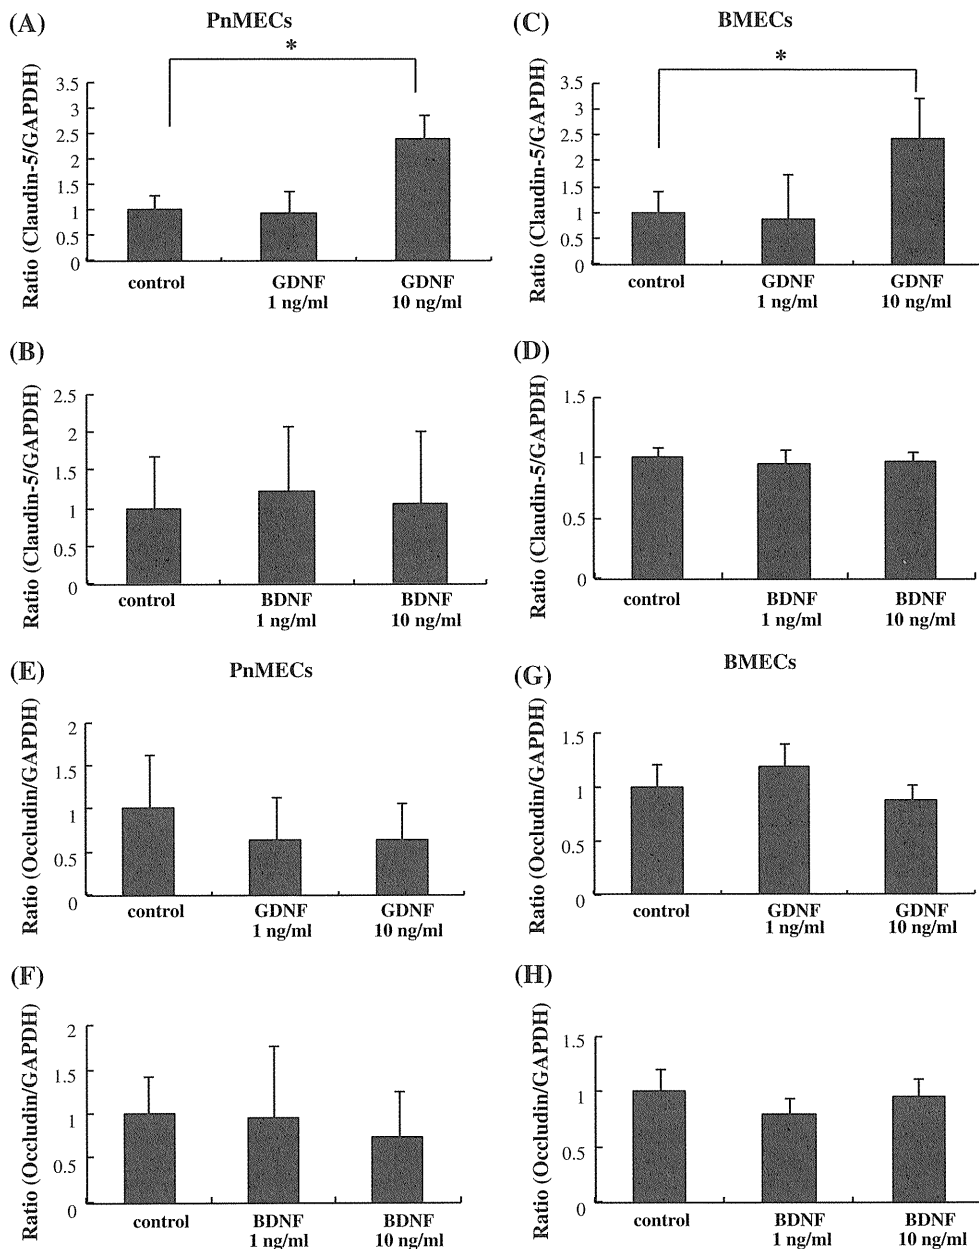 (A)
PnMECs
*
Ratio (Claudin-5/GAPDH)
3.5
3
2.5
2
1.5
1
0.5
0
control
GDNF
1 ng/ml
GDNF
10 ng/ml
(C)
BMECs
*
Ratio (Claudin-5/GAPDH)
3.5
3
2.5
2
1.5
1
0.5
0
control
GDNF
1 ng/ml
GDNF
10 ng/ml
(B)
Ratio (Claudin-5/GAPDH)
2.5
2
1.5
1
0.5
0
control
BDNF
1 ng/ml
BDNF
10 ng/ml
(D)
Ratio (Claudin-5/GAPDH)
1.5
1
0.5
0
control
BDNF
1 ng/ml
BDNF
10 ng/ml
(E)
PnMECs
Ratio (Occludin/GAPDH)
2
1.5
1
0.5
0
control
GDNF
1 ng/ml
GDNF
10 ng/ml
(G)
BMECs
Ratio (Occludin/GAPDH)
1.5
1
0.5
0
control
GDNF
1 ng/ml
GDNF
10 ng/ml
(F)
Ratio (Occludin/GAPDH)
2
1.5
1
0.5
0
control
BDNF
1 ng/ml
BDNF
10 ng/ml
(H)
Ratio (Occludin/GAPDH)
1.5
1
0.5
0
control
BDNF
1 ng/ml
BDNF
10 ng/ml